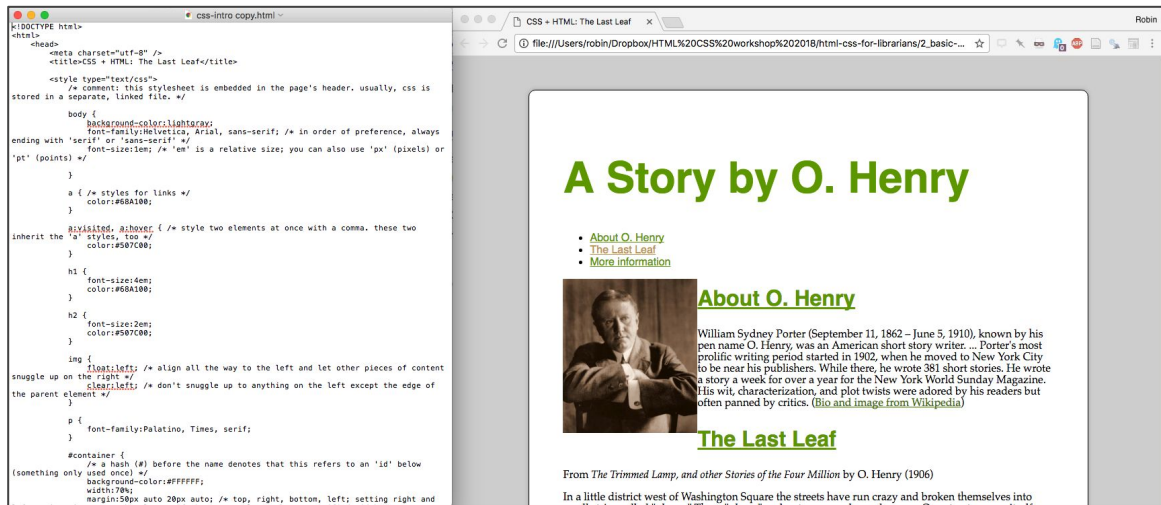 css-intro copy.html
<!DOCTYPE html>
<html>
<head>
<meta charset="utf-8" />
<title>CSS + HTML: The Last Leaf</title>
<style type="text/css">
/* comment: this stylesheet is embedded in the page's header. usually, css is
stored in a separate, linked file. */
body {
background-color:lightgray;
font-family:Helvetica, Arial, sans-serif; /* in order of preference, always
ending with 'serif' or 'sans-serif' */
font-size:1em; /* 'em' is a relative size; you can also use 'px' (pixels) or
'pt' (points) */
}
a { /* styles for links */
color:#68A100;
}
a:visited, a:hover { /* style two elements at once with a comma. these two
inherit the 'a' styles, too */
color:#507C00;
}
h1 {
font-size:4em;
color:#68A100;
}
h2 {
font-size:2em;
color:#507C00;
}
img {
float:left; /* align all the way to the left and let other pieces of content
snuggle up on the right */
clear:left; /* don't snuggle up to anything on the left except the edge of
the parent element */
}
p {
font-family:Palatino, Times, serif;
}
#container {
/* a hash (#) before the name denotes that this refers to an 'id' below
(something only used once) */
background-color:#FFFFFF;
width:70%;
margin:50px auto 20px auto; /* top, right, bottom, left; setting right and
CSS + HTML: The Last Leaf
Robin
file:///Users/robin/Dropbox/HTML%20CSS%20workshop%202018/html-css-for-librarians/2_basic-...
A Story by O. Henry
About O. Henry
The Last Leaf
More information
About O. Henry
William Sydney Porter (September 11, 1862 – June 5, 1910), known by his
pen name O. Henry, was an American short story writer. ... Porter's most
prolific writing period started in 1902, when he moved to New York City
to be near his publishers. While there, he wrote 381 short stories. He wrote
a story a week for over a year for the New York World Sunday Magazine.
His wit, characterization, and plot twists were adored by his readers but
often panned by critics. (Bio and image from Wikipedia)
The Last Leaf
From The Trimmed Lamp, and other Stories of the Four Million by O. Henry (1906)
In a little district west of Washington Square the streets have run crazy and broken themselves into